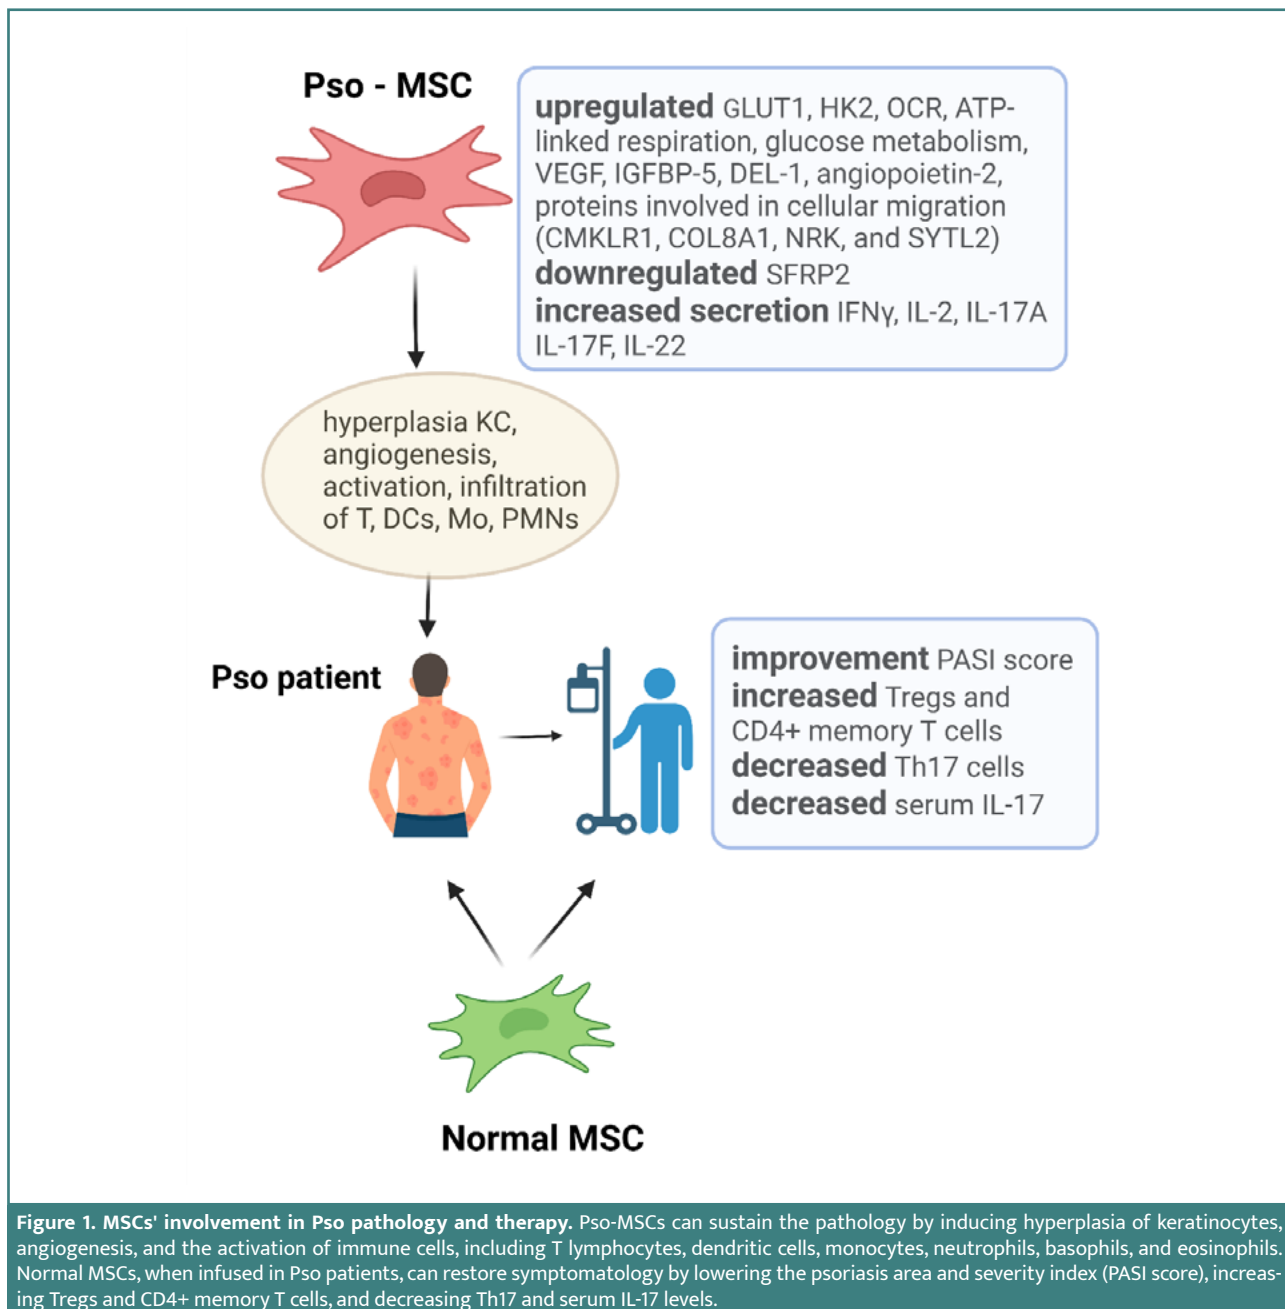 Pso - MSC
upregulated GLUT1, HK2, OCR, ATP-
linked respiration, glucose metabolism,
VEGF, IGFBP-5, DEL-1, angiopoietin-2,
proteins involved in cellular migration
(CMKLR1, COL8A1, NRK, and SYTL2)
downregulated SFRP2
increased secretion IFNγ, IL-2, IL-17A
IL-17F, IL-22
hyperplasia KC,
angiogenesis,
activation, infiltration
of T, DCs, Mo, PMNs
Pso patient
improvement PASI score
increased Tregs and
CD4+ memory T cells
decreased Th17 cells
decreased serum IL-17
Normal MSC
Figure 1. MSCs' involvement in Pso pathology and therapy. Pso-MSCs can sustain the pathology by inducing hyperplasia of keratinocytes,
angiogenesis, and the activation of immune cells, including T lymphocytes, dendritic cells, monocytes, neutrophils, basophils, and eosinophils.
Normal MSCs, when infused in Pso patients, can restore symptomatology by lowering the psoriasis area and severity index (PASI score), increas-
ing Tregs and CD4+ memory T cells, and decreasing Th17 and serum IL-17 levels.